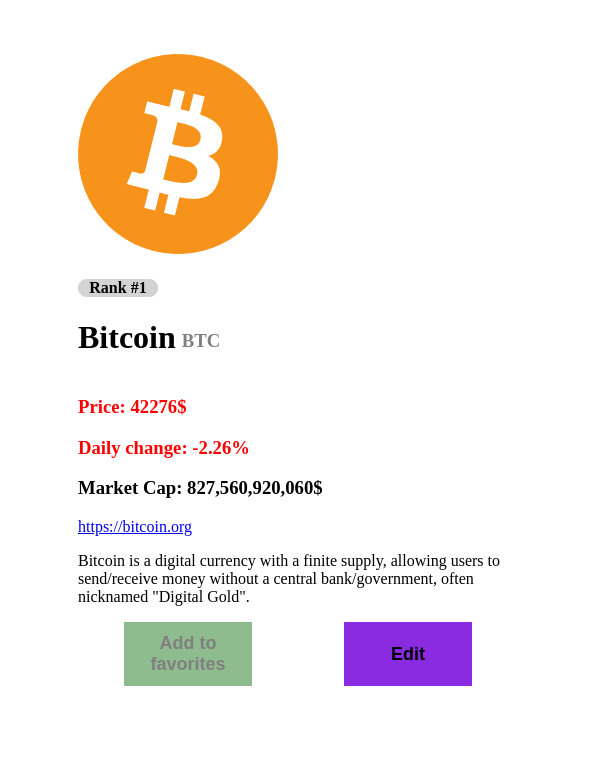 Rank #1
Bitcoin BTC
Price: 42276$
Daily change: -2.26%
Market Cap: 827,560,920,060$
https://bitcoin.org
Bitcoin is a digital currency with a finite supply, allowing users to
send/receive money without a central bank/government, often
nicknamed "Digital Gold".
Add to
favorites
Edit